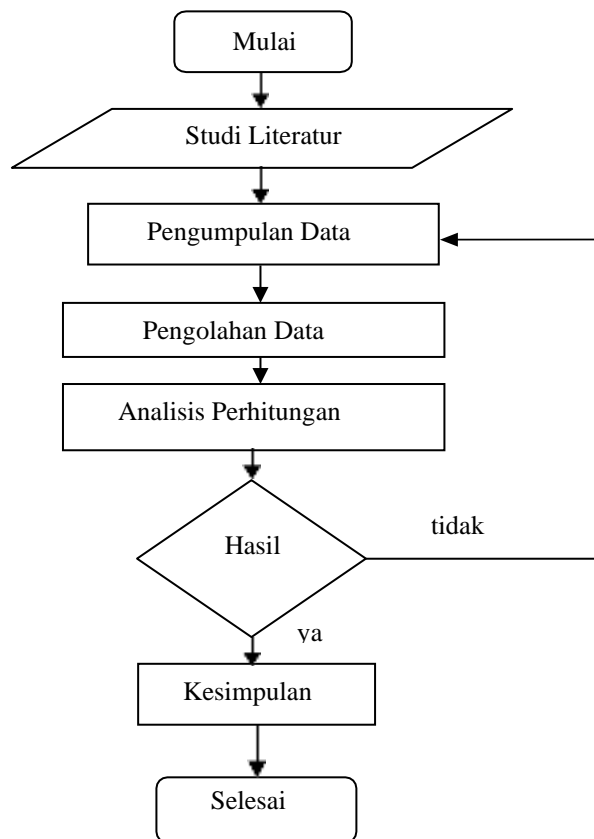 Mulai
Studi Literatur
Pengumpulan Data
Pengolahan Data
Analisis Perhitungan
Hasil
tidak
ya
Kesimpulan
Selesai